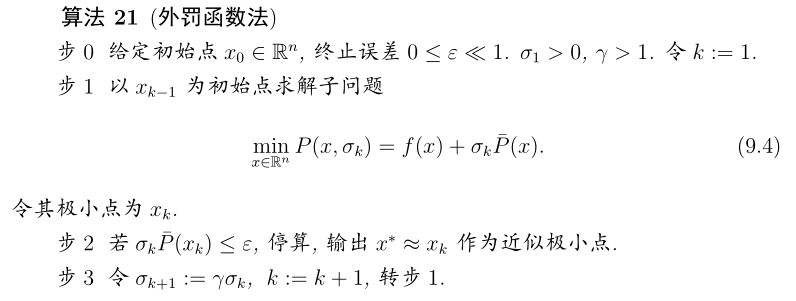 算法 21 (外罚函数法)
步 0 给定初始点 $x_0 \in \mathbb{R}^n$, 终止误差 $0 \leq \varepsilon \ll 1$. $\sigma_1 > 0$, $\gamma > 1$. 令 $k := 1$.
步 1 以 $x_{k-1}$ 为初始点求解子问题
$\min_{x \in \mathbb{R}^n} P(x, \sigma_k) = f(x) + \sigma_k \bar{P}(x).$ (9.4)
令其极小点为 $x_k$.
步 2 若 $\sigma_k \bar{P}(x_k) \leq \varepsilon$, 停算, 输出 $x^* \approx x_k$ 作为近似极小点.
步 3 令 $\sigma_{k+1} := \gamma \sigma_k$, $k := k + 1$, 转步 1.